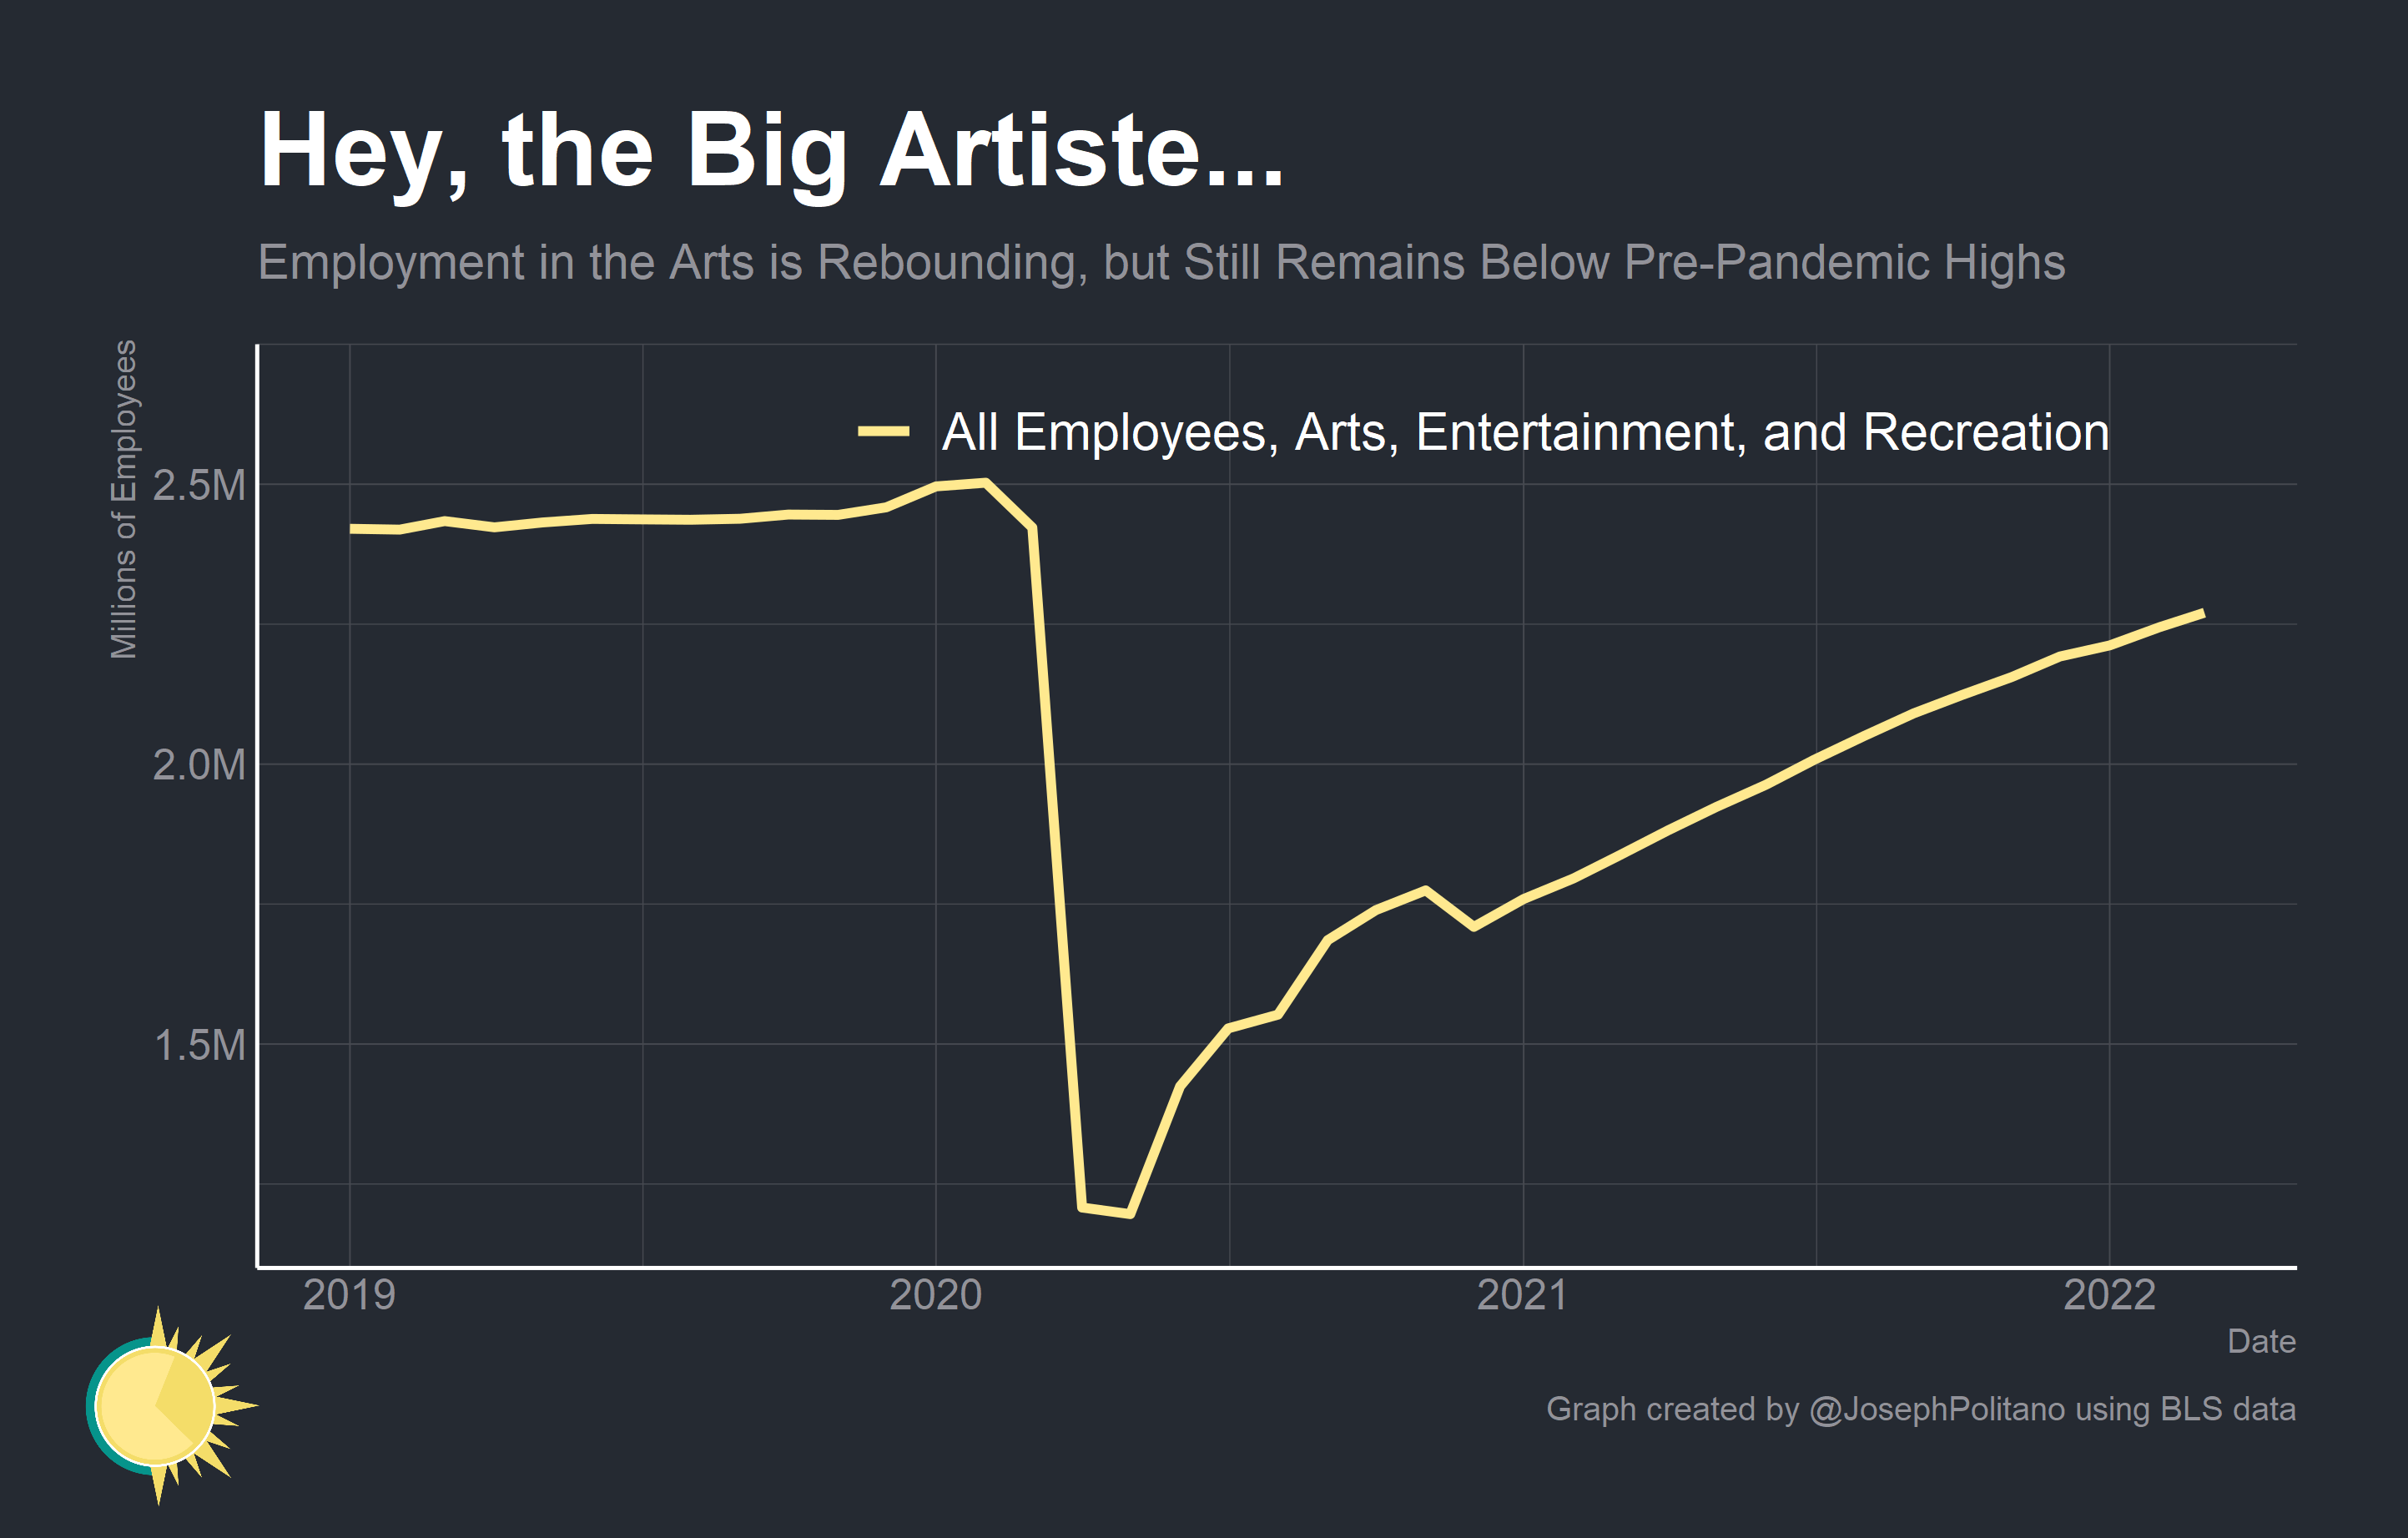 Hey, the Big Artiste...
Employment in the Arts is Rebounding, but Still Remains Below Pre-Pandemic Highs
Millions of Employees
All Employees, Arts, Entertainment, and Recreation
2.5M
2.0M
1.5M
2019
2020
2021
2022
Date
Graph created by @JosephPolitano using BLS data